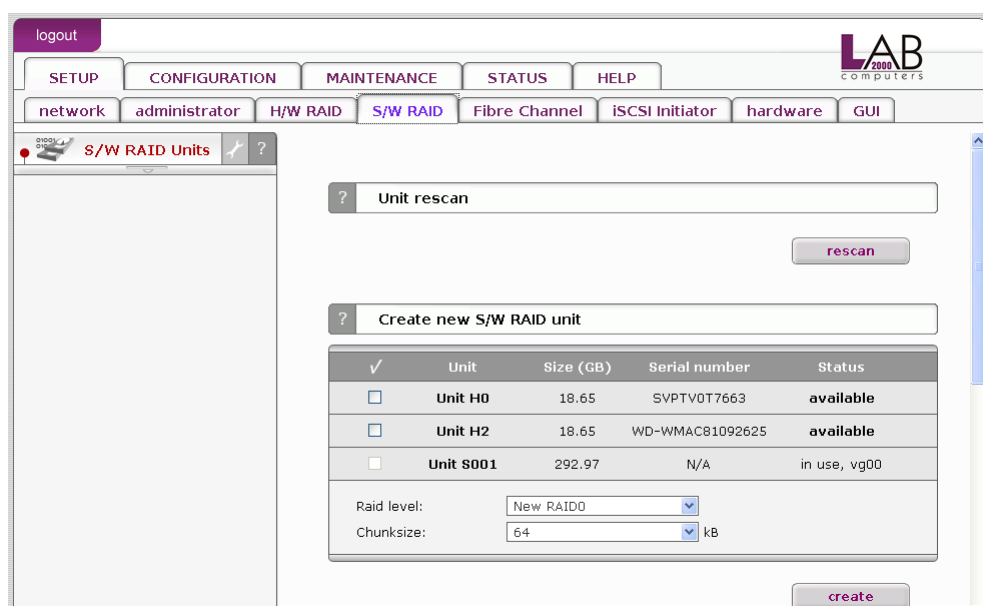 logout
LAB
2000
computers
SETUP CONFIGURATION MAINTENANCE STATUS HELP
network administrator H/W RAID S/W RAID Fibre Channel iSCSI Initiator hardware GUI
S/W RAID Units ?
? Unit rescan
rescan
? Create new S/W RAID unit
✓ Unit Size (GB) Serial number Status
Unit H0 18.65 SVPTV0T7663 available
Unit H2 18.65 WD-WMAC81092625 available
Unit S001 292.97 N/A in use, vg00
Raid level: New RAID0
Chunksize: 64 kB
create